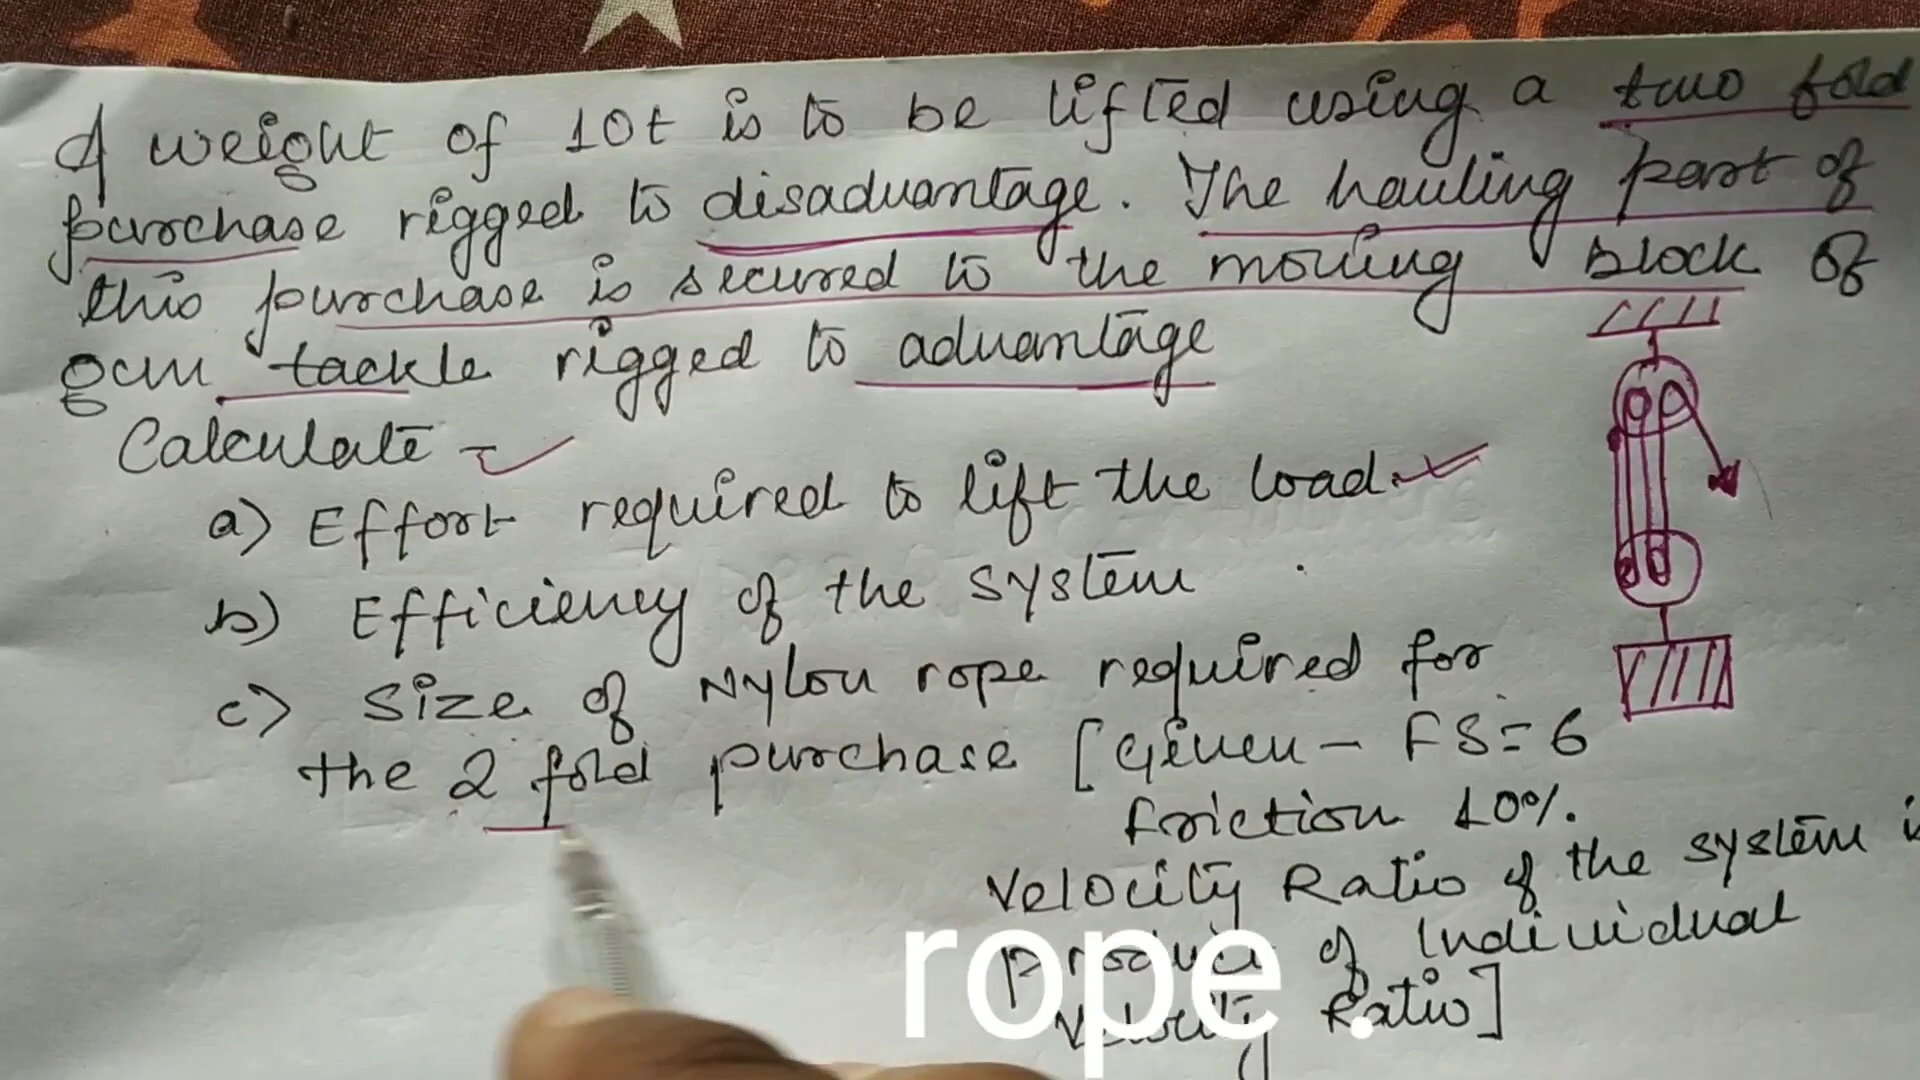 A weight of 10t is to be lifted using a two fold
purchase rigged to disadvantage. The hauling part of
this purchase is secured to the moving block of
gun tackle rigged to advantage
Calculate -
a) Effort required to lift the load.
b) Efficiency of the system
c) Size of Nylon rope required for
the 2 fold purchase [Given - FS = 6
friction 10%.
Velocity Ratio of the system is
product of Individual
Velocity Ratio]
rope .